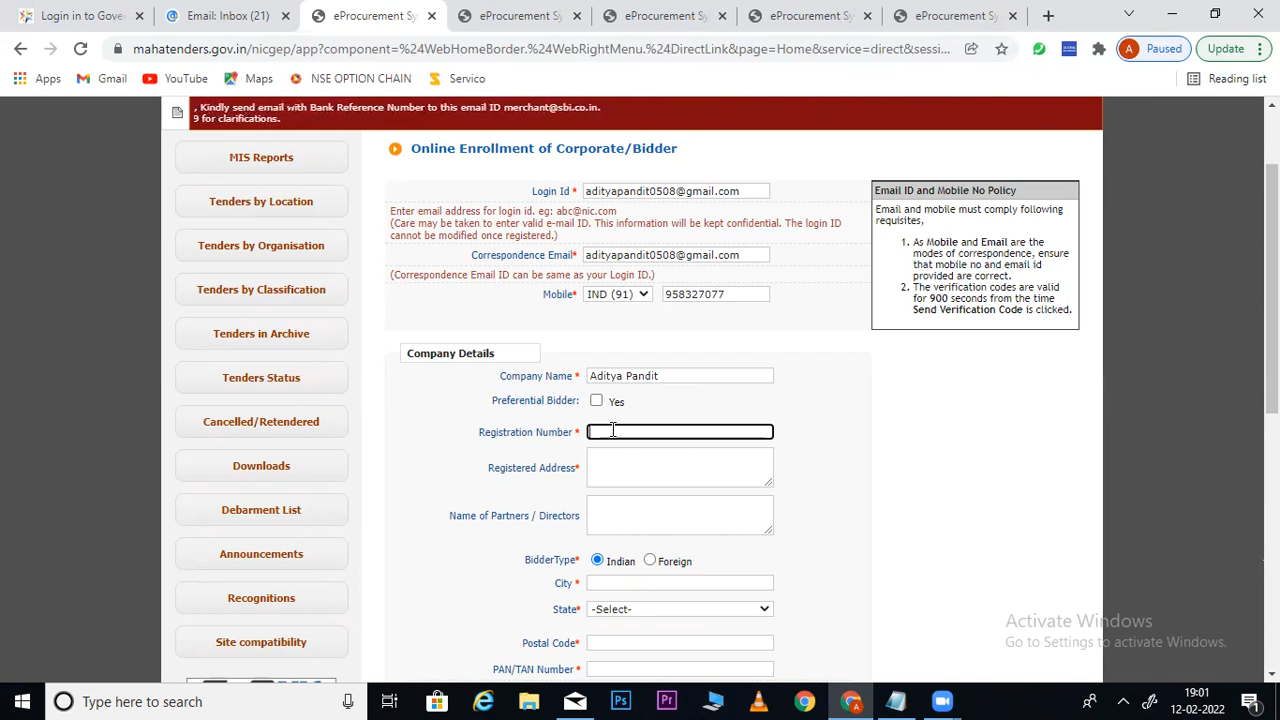 Login in to Gove
Email: Inbox (21)
eProcurement Sy
eProcurement Sy
eProcurement Sy
eProcurement Sy
eProcurement Sy
mahatenders.gov.in/nicgep/app?component=%24WebHomeBorder.%24WebRightMenu.%24DirectLink&page=Home&service=direct&sessi...
A Paused
Update
Apps
Gmail
YouTube
Maps
NSE OPTION CHAIN
Servico
Reading list
, Kindly send email with Bank Reference Number to this email ID merchant@sbi.co.in.
9 for clarifications.
MIS Reports
Tenders by Location
Tenders by Organisation
Tenders by Classification
Tenders in Archive
Tenders Status
Cancelled/Retendered
Downloads
Debarment List
Announcements
Recognitions
Site compatibility
Online Enrollment of Corporate/Bidder
Login Id * adityapandit0508@gmail.com
Enter email address for login id. eg: abc@nic.com
(Care may be taken to enter valid e-mail ID. This information will be kept confidential. The login ID
cannot be modified once registered.)
Correspondence Email* adityapandit0508@gmail.com
(Correspondence Email ID can be same as your Login ID.)
Mobile* IND (91) 958327077
Email ID and Mobile No Policy
Email and mobile must comply following
requisites,
1. As Mobile and Email are the
modes of correspondence, ensure
that mobile no and email id
provided are correct.
2. The verification codes are valid
for 900 seconds from the time
Send Verification Code is clicked.
Company Details
Company Name * Aditya Pandit
Preferential Bidder: Yes
Registration Number *
Registered Address*
Name of Partners / Directors
BidderType* Indian Foreign
City *
State* -Select-
Postal Code*
PAN/TAN Number *
Activate Windows
Go to Settings to activate Windows.
Type here to search
19:01
12-02-2022